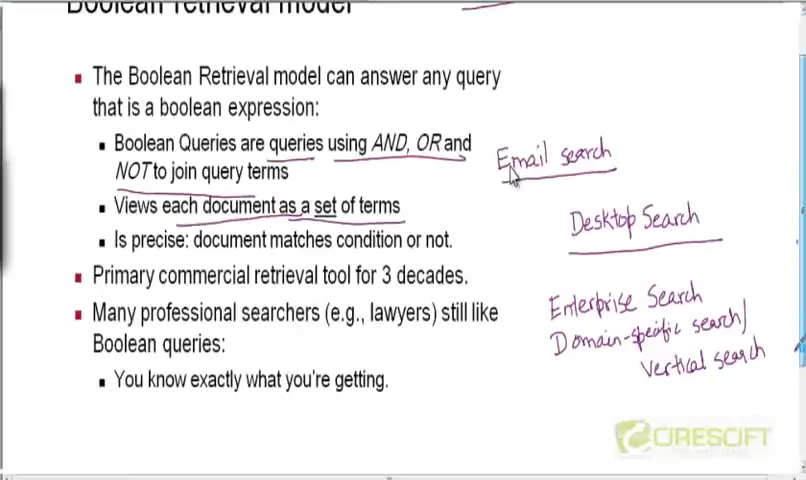 Boolean retrieval model
The Boolean Retrieval model can answer any query
that is a boolean expression:
Boolean Queries are queries using AND, OR and
NOT to join query terms
Views each document as a set of terms
Is precise: document matches condition or not.
Primary commercial retrieval tool for 3 decades.
Many professional searchers (e.g., lawyers) still like
Boolean queries:
You know exactly what you're getting.
Email search
Desktop Search
Enterprise Search
Domain-specific search/
Vertical search